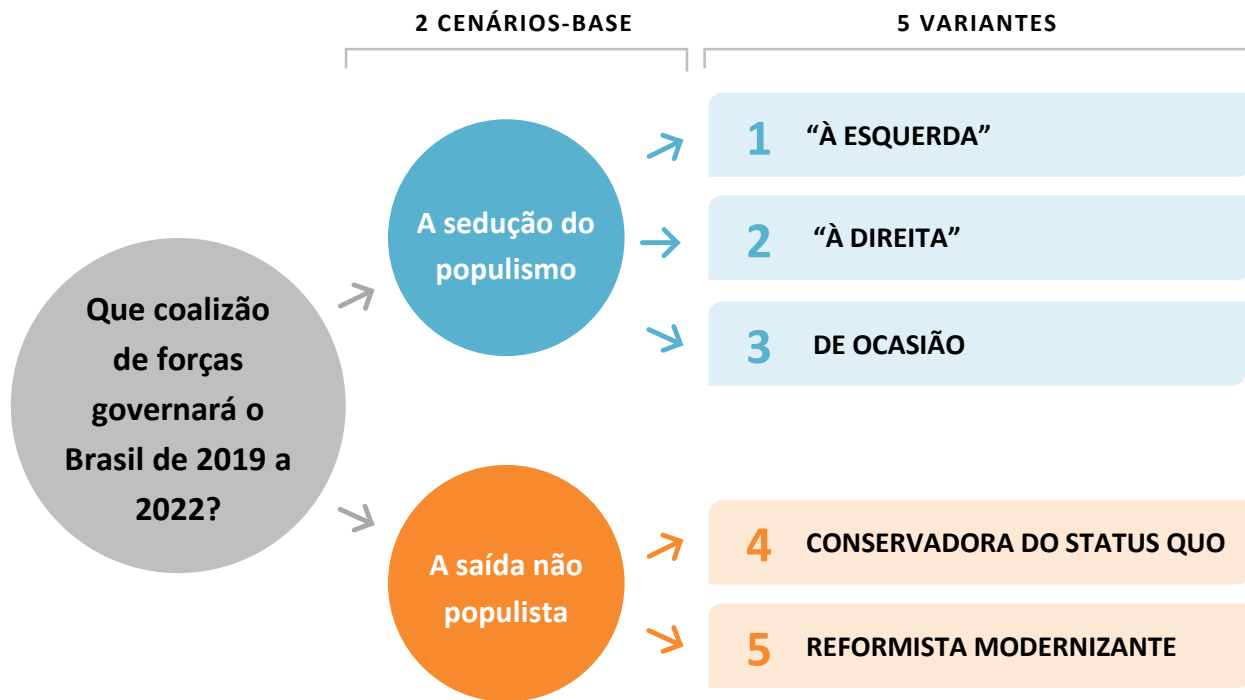 2 CENÁRIOS-BASE
5 VARIANTES
Que coalizão
de forças
governará o
Brasil de 2019 a
2022?
A sedução do
populismo
1 “À ESQUERDA”
2 “À DIREITA”
3 DE OCASIÃO
A saída não
populista
4 CONSERVADORA DO STATUS QUO
5 REFORMISTA MODERNIZANTE